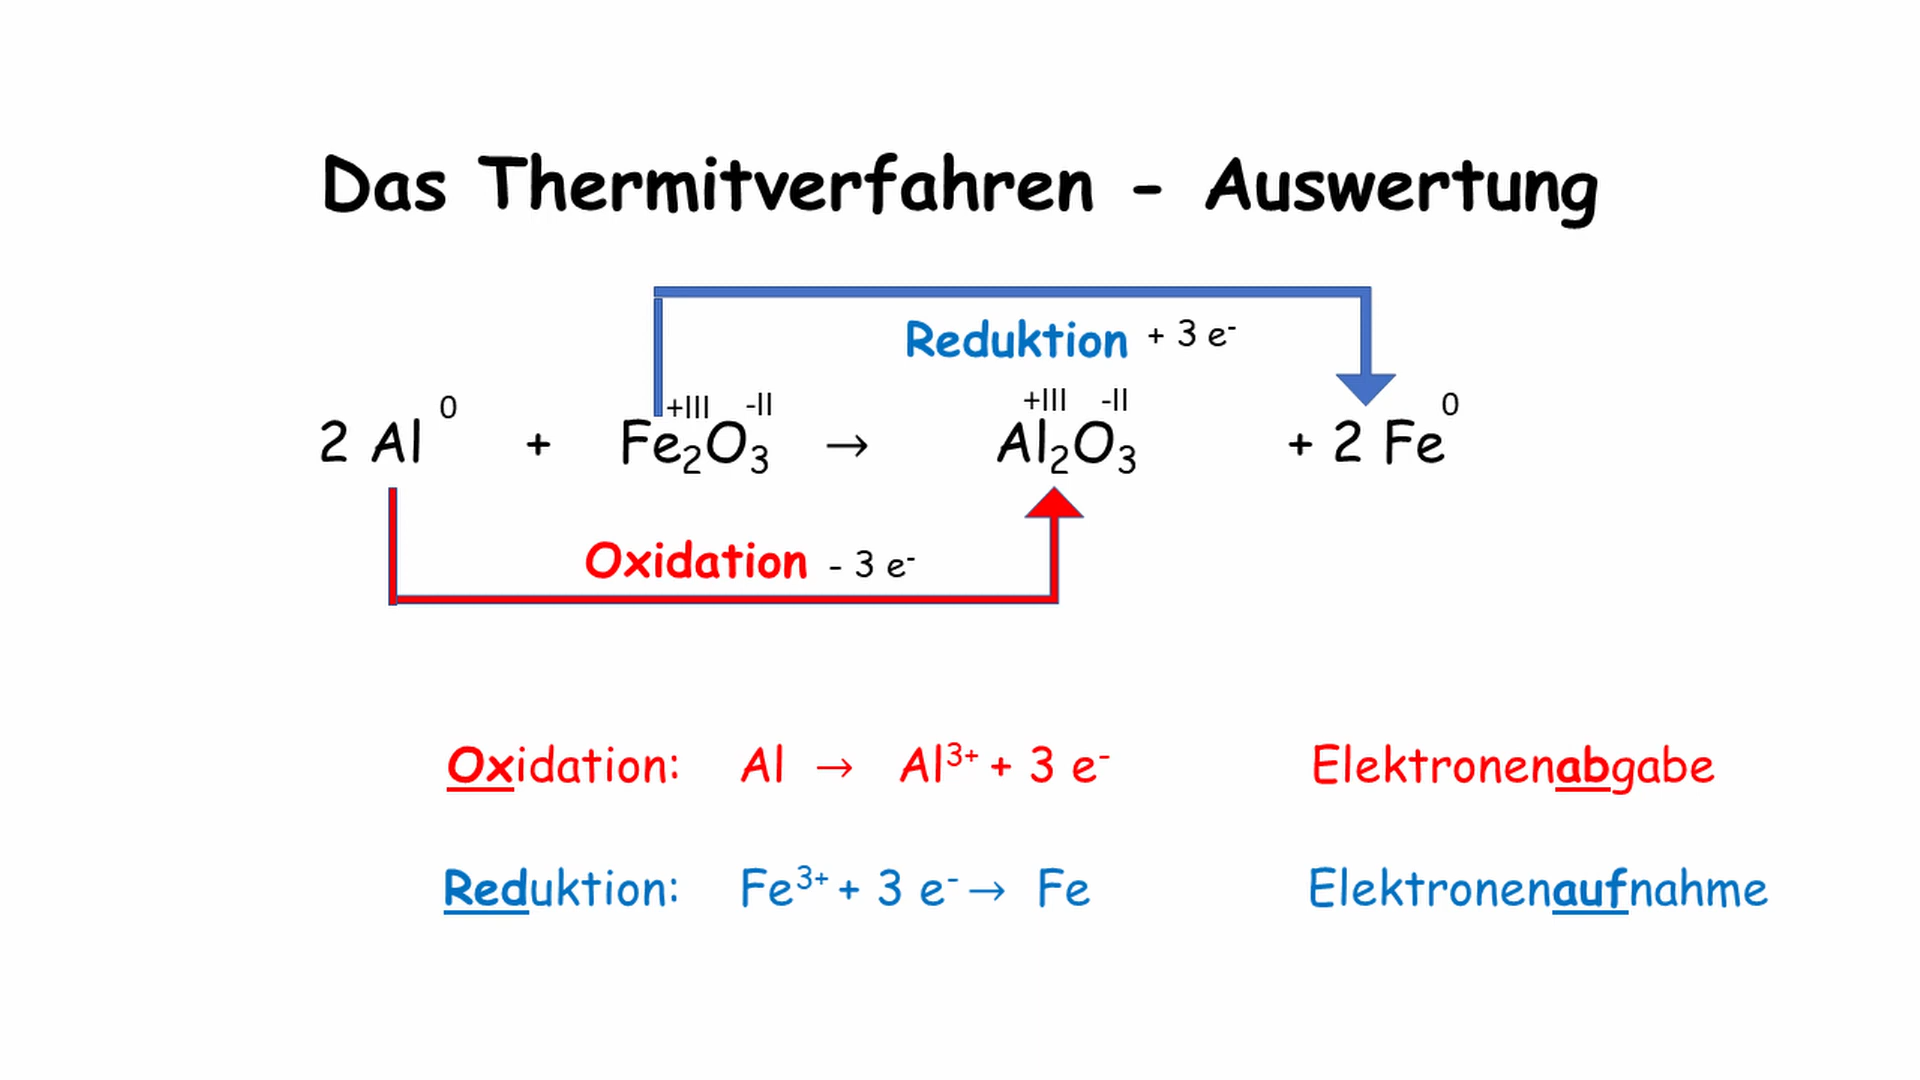 Das Thermitverfahren - Auswertung
Reduktion + 3 e⁻
0 +III -II +III -II 0
2 Al + Fe₂O₃ → Al₂O₃ + 2 Fe
Oxidation - 3 e⁻
Oxidation: Al → Al³⁺ + 3 e⁻ Elektronenabgabe
Reduktion: Fe³⁺ + 3 e⁻ → Fe Elektronenaufnahme